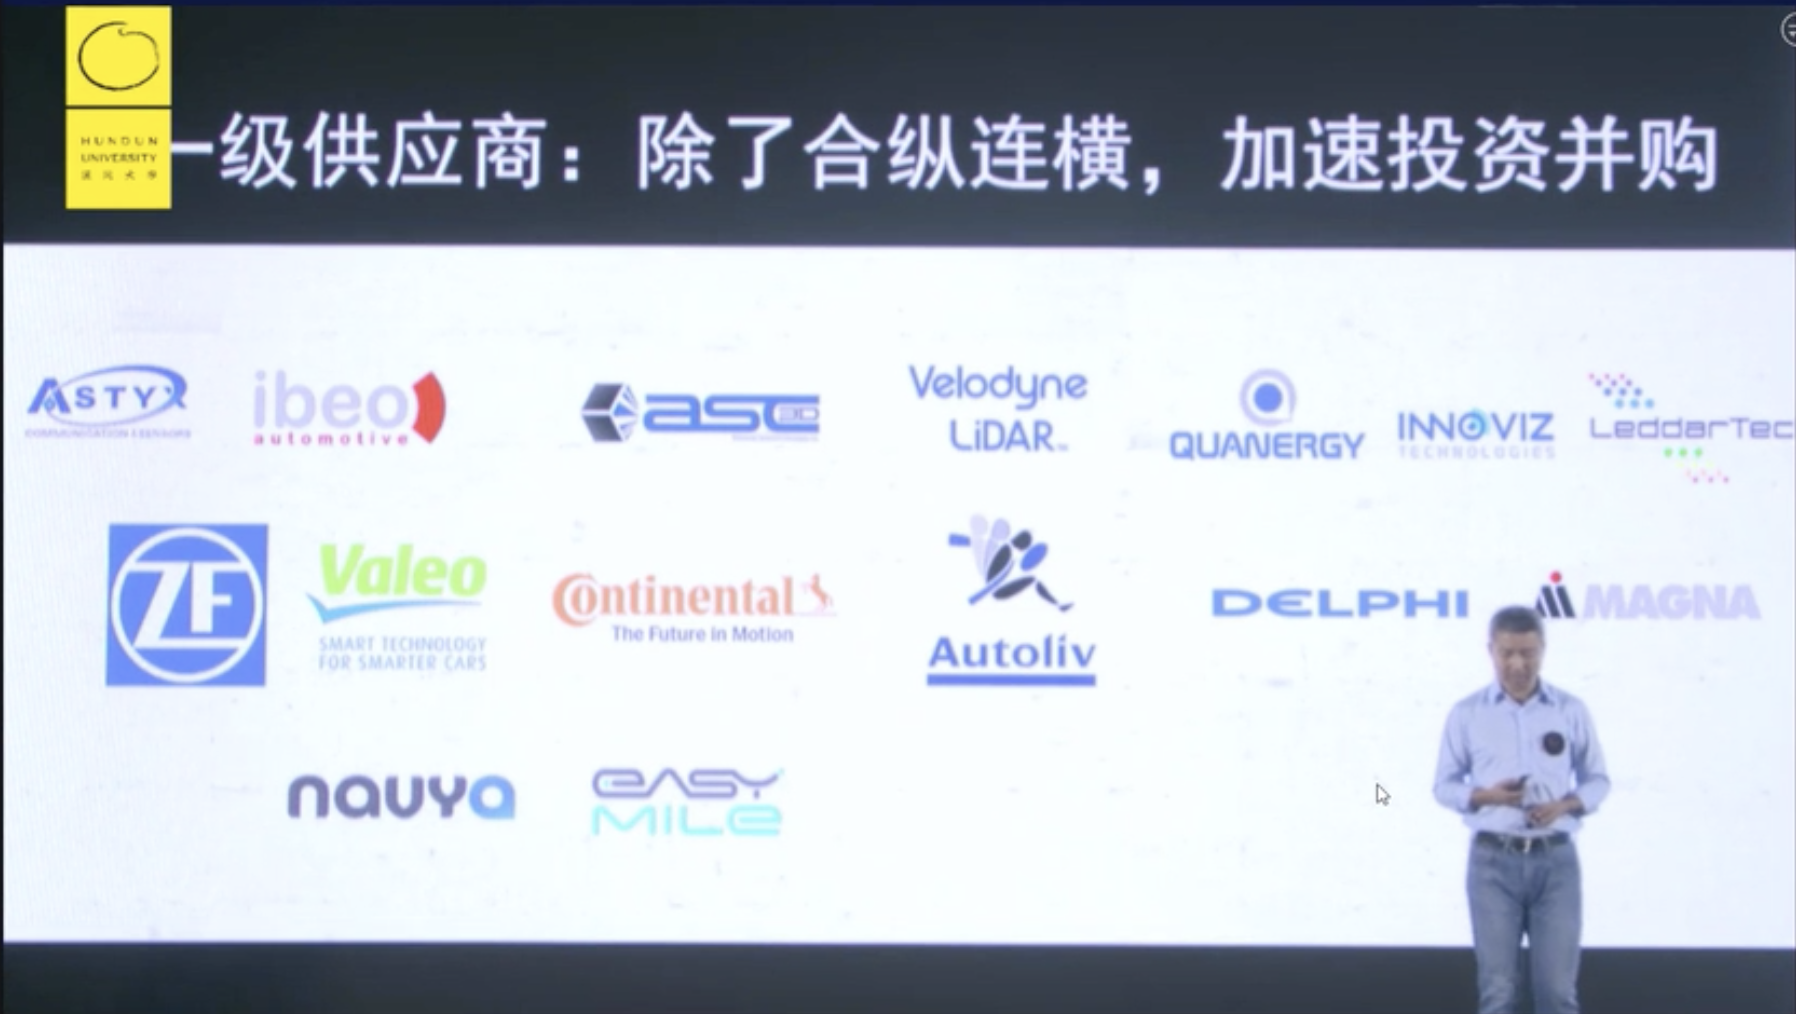 HUNDUN
UNIVERSITY
混沌大学
一级供应商：除了合纵连横，加速投资并购
ASTYX
COMMUNICATION & SENSORS
ibeo
automotive
asc
3D
Velodyne
LiDAR
QUANERGY
INNOVIZ
TECHNOLOGIES
LeddarTec
ZF
Valeo
SMART TECHNOLOGY
FOR SMARTER CARS
Continental
The Future in Motion
Autoliv
DELPHI
MAGNA
navya
EASY
MILE